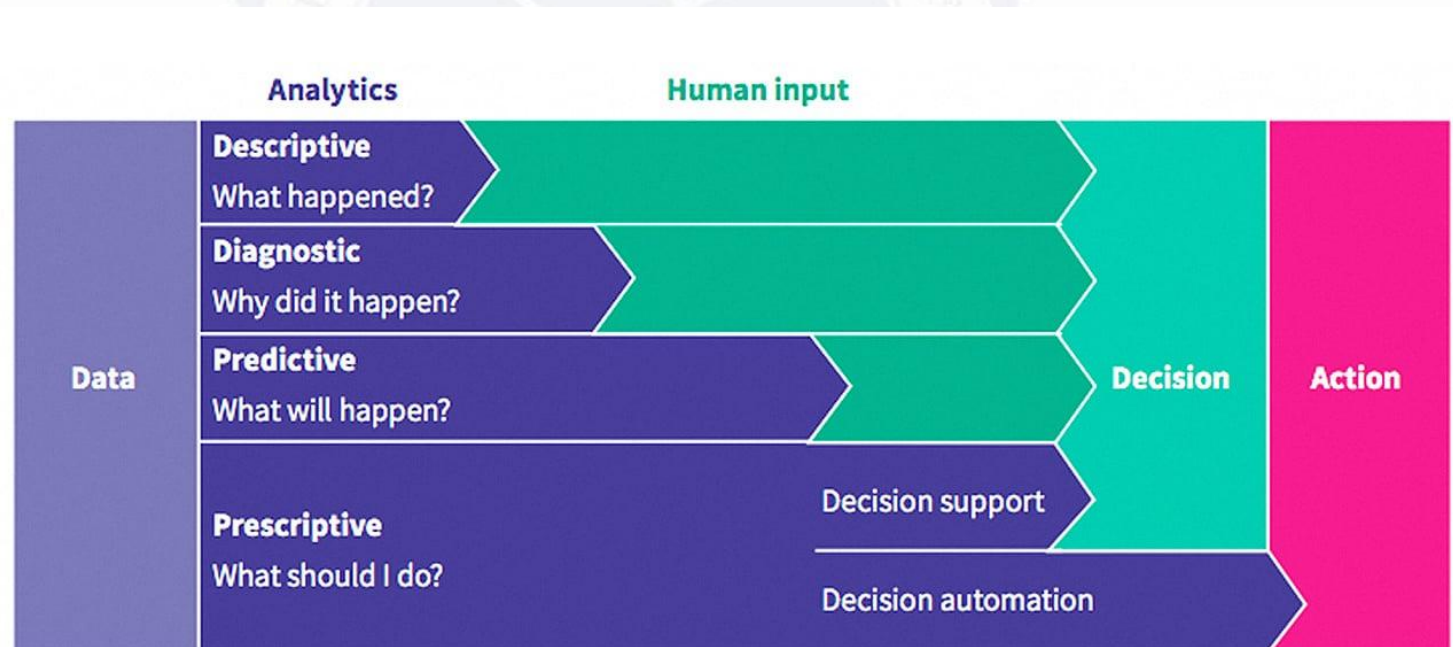 Analytics
Human input
Descriptive
What happened?
Diagnostic
Why did it happen?
Predictive
What will happen?
Prescriptive
What should I do?
Decision support
Decision automation
Data
Decision
Action